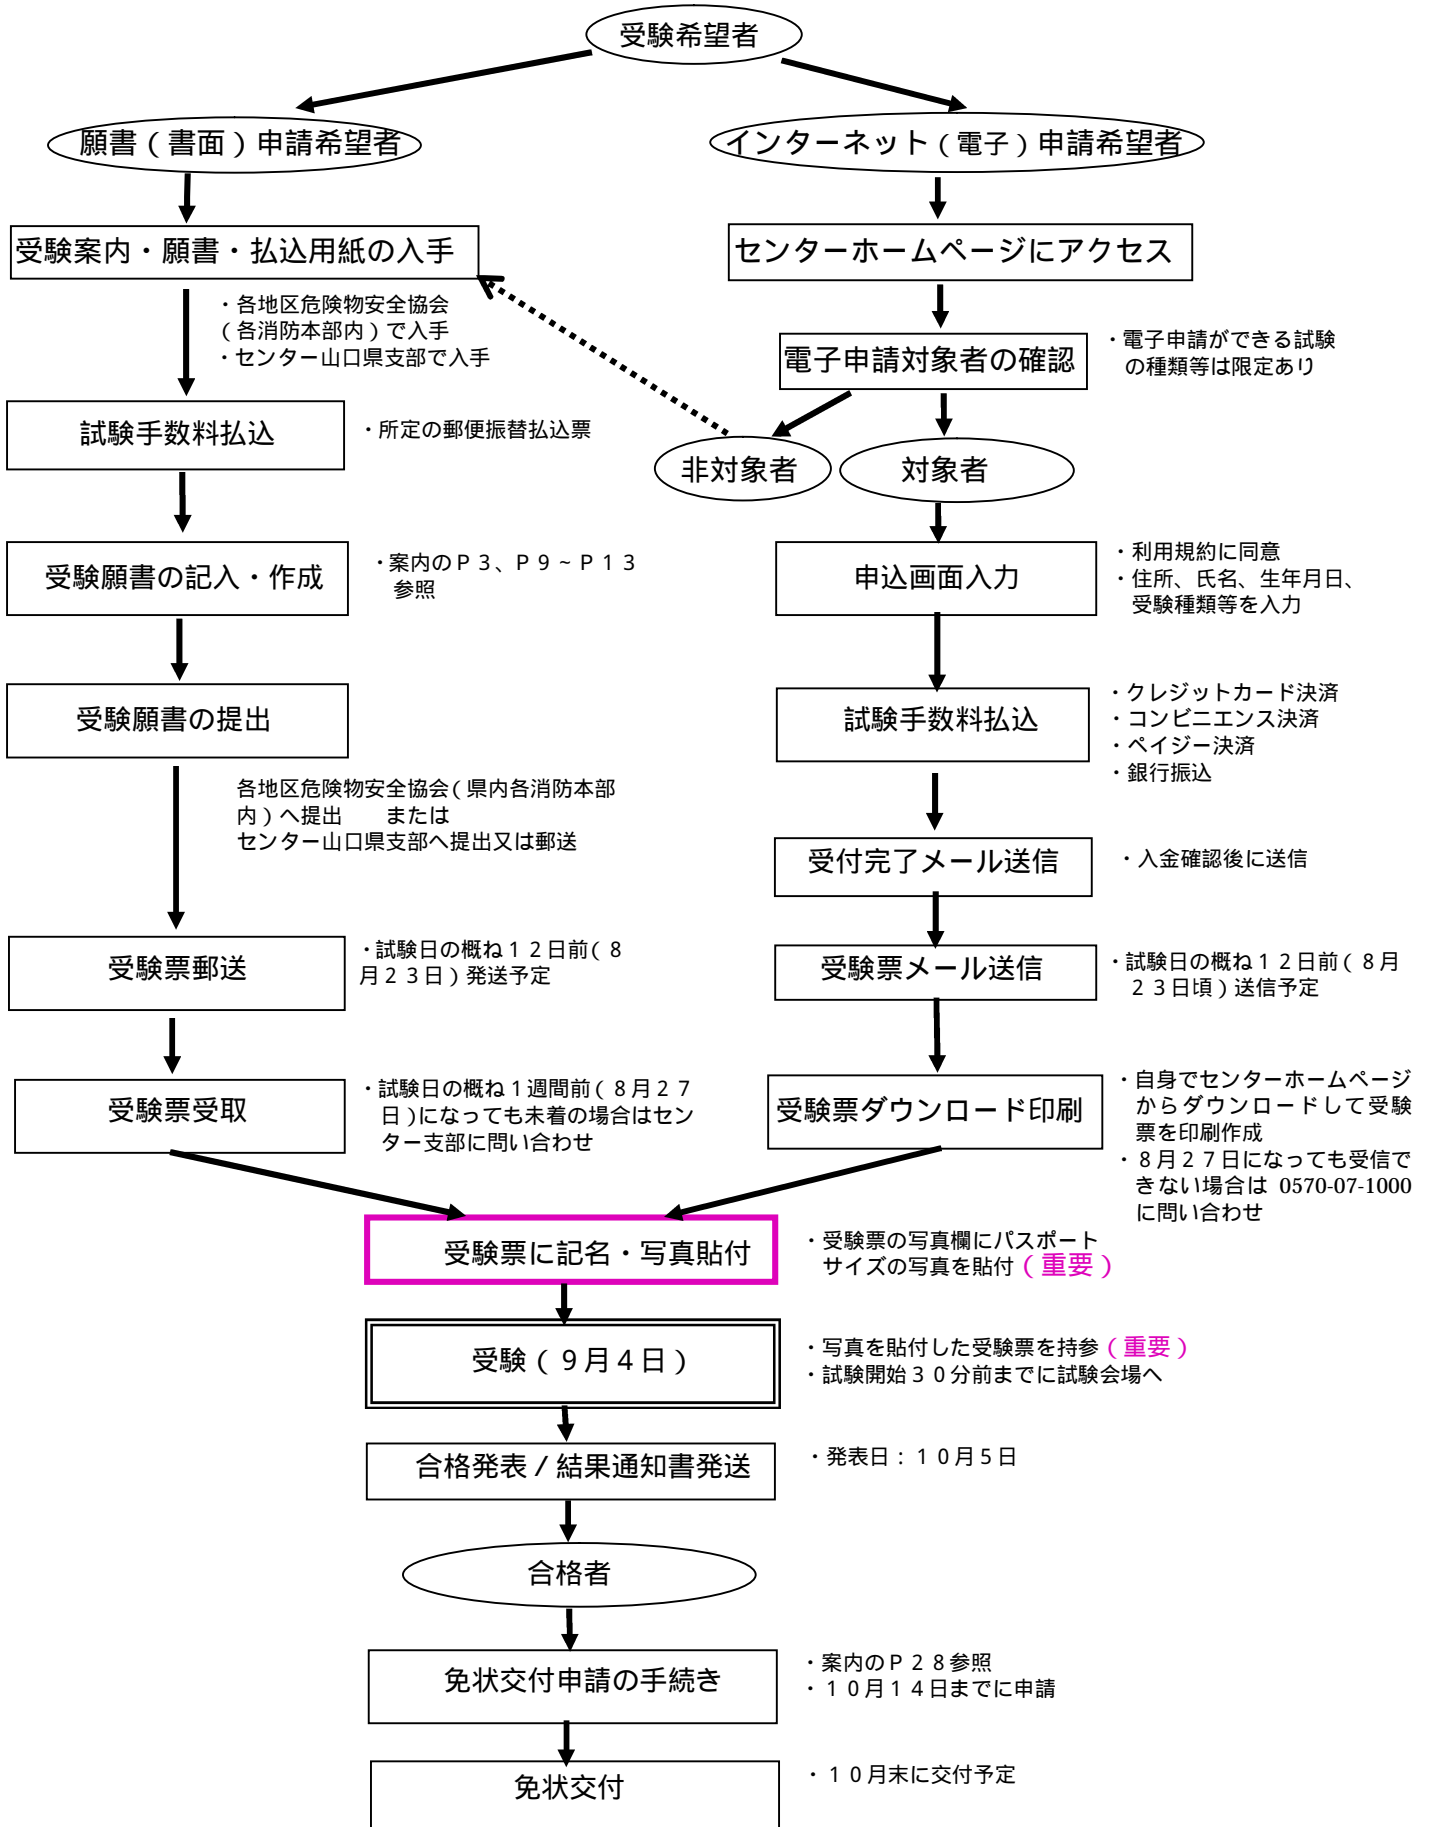 受験希望者
願書（書面）申請希望者
インターネット（電子）申請希望者
受験案内・願書・払込用紙の入手
センターホームページにアクセス
・各地区危険物安全協会
（各消防本部内）で入手
・センター山口県支部で入手
電子申請対象者の確認
・電子申請ができる試験
の種類等は限定あり
試験手数料払込
・所定の郵便振替払込票
非対象者
対象者
受験願書の記入・作成
・案内のＰ３、Ｐ９～Ｐ１３
参照
申込画面入力
・利用規約に同意
・住所、氏名、生年月日、
受験種類等を入力
受験願書の提出
試験手数料払込
・クレジットカード決済
・コンビニエンス決済
・ペイジー決済
・銀行振込
各地区危険物安全協会（県内各消防本部
内）へ提出　　または
センター山口県支部へ提出又は郵送
受付完了メール送信
・入金確認後に送信
受験票郵送
・試験日の概ね１２日前（８
月２３日）発送予定
受験票メール送信
・試験日の概ね１２日前（８月
２３日頃）送信予定
受験票受取
・試験日の概ね１週間前（８月２７
日）になっても未着の場合はセン
ター支部に問い合わせ
受験票ダウンロード印刷
・自身でセンターホームページ
からダウンロードして受験
票を印刷作成
・８月２７日になっても受信で
きない場合は 0570-07-1000
に問い合わせ
受験票に記名・写真貼付
・受験票の写真欄にパスポート
サイズの写真を貼付（重要）
受験（９月４日）
・写真を貼付した受験票を持参（重要）
・試験開始３０分前までに試験会場へ
合格発表／結果通知書発送
・発表日：１０月５日
合格者
免状交付申請の手続き
・案内のＰ２８参照
・１０月１４日までに申請
免状交付
・１０月末に交付予定